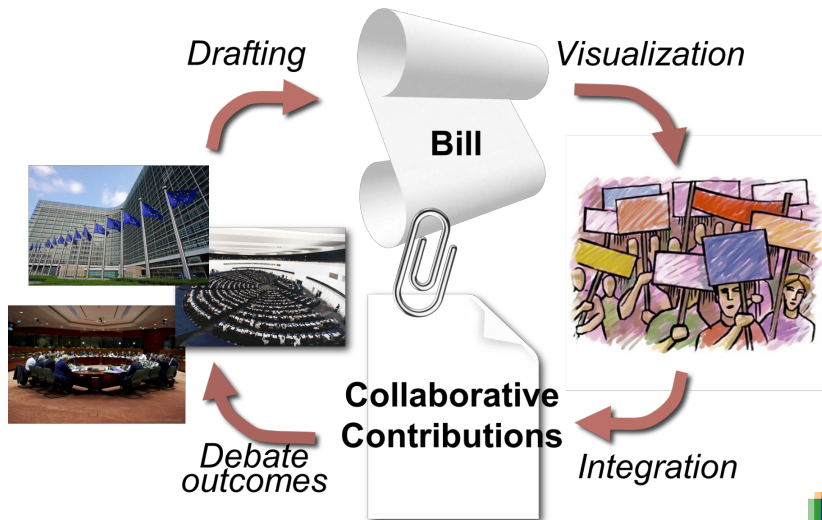 Drafting
Visualization
Bill
Collaborative
Contributions
Debate
outcomes
Integration